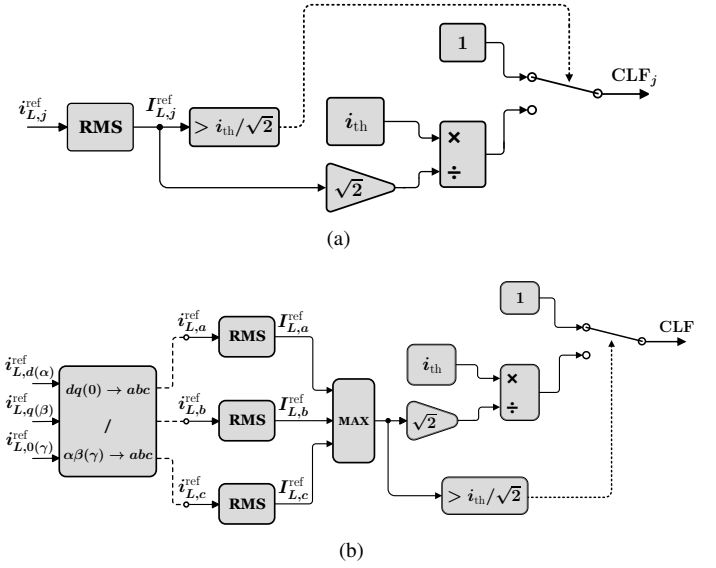 1
CLF_j
i_{L,j}^{ref}
I_{L,j}^{ref}
RMS
> i_th/√2
i_th
×
÷
√2
(a)
1
CLF
i_{L,a}^{ref}
I_{L,a}^{ref}
RMS
i_{L,d(α)}^{ref}
i_{L,q(β)}^{ref}
i_{L,0(γ)}^{ref}
dq(0) → abc
/
αβ(γ) → abc
i_{L,b}^{ref}
I_{L,b}^{ref}
RMS
MAX
i_th
×
÷
√2
i_{L,c}^{ref}
I_{L,c}^{ref}
RMS
> i_th/√2
(b)